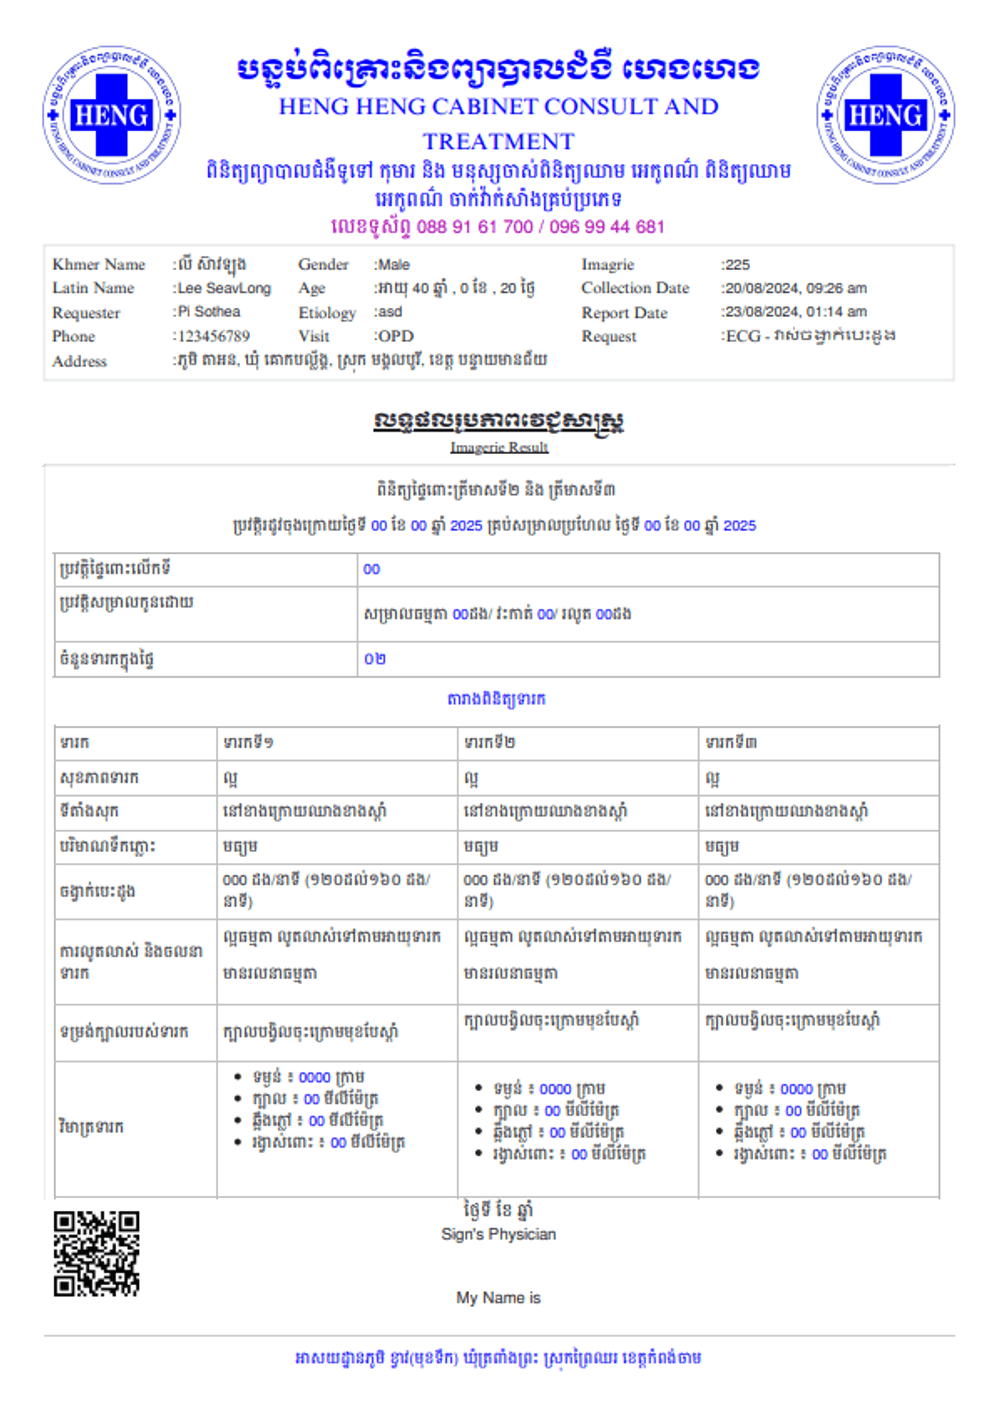 បន្ទប់ពិគ្រោះនិងព្យាបាលជំងឺ ហេងហេង
HENG HENG CABINET CONSULT AND
TREATMENT
ពិនិត្យព្យាបាលជំងឺទូទៅ កុមារ និង មនុស្សចាស់ពិនិត្យឈាម អេកូពណ៌ ពិនិត្យឈាម
អេកូពណ៌ ចាក់វ៉ាក់សាំងគ្រប់ប្រភេទ
លេខទូស័ព្ទ 088 91 61 700 / 096 99 44 681
HENG
HENG
Khmer Name :លី ស៊ាវឡុង Gender :Male Imagrie :225
Latin Name :Lee SeavLong Age :អាយុ 40 ឆ្នាំ , 0 ខែ , 20 ថ្ងៃ Collection Date :20/08/2024, 09:26 am
Requester :Pi Sothea Etiology :asd Report Date :23/08/2024, 01:14 am
Phone :123456789 Visit :OPD Request :ECG - វាស់ចង្វាក់បេះដូង
Address :ភូមិ តាអន, ឃុំ គោកបល្ល័ង្គ, ស្រុក មង្គលបូរី, ខេត្ត បន្ទាយមានជ័យ
លទ្ធផលរូបភាពវេជ្ជសាស្ត្រ
Imagerie Result
ពិនិត្យផ្ទៃពោះត្រីមាសទី២ និង ត្រីមាសទី៣
ប្រវត្តិរដូវចុងក្រោយថ្ងៃទី 00 ខែ 00 ឆ្នាំ 2025 គ្រប់សម្រាលប្រហែល ថ្ងៃទី 00 ខែ 00 ឆ្នាំ 2025
ប្រវត្តិផ្ទៃពោះលើកទី 00
ប្រវត្តិសម្រាលកូនដោយ សម្រាលធម្មតា 00ដង/ វះកាត់ 00/ រលូត 00ដង
ចំនួនទារកក្នុងផ្ទៃ ០២
តារាងពិនិត្យទារក
ទារក ទារកទី១ ទារកទី២ ទារកទី៣
សុខភាពទារក ល្អ ល្អ ល្អ
ទីតាំងសុក នៅខាងក្រោយឈាងខាងស្តាំ នៅខាងក្រោយឈាងខាងស្តាំ នៅខាងក្រោយឈាងខាងស្តាំ
បរិមាណទឹកភ្លោះ មធ្យម មធ្យម មធ្យម
ចង្វាក់បេះដូង 000 ដង/នាទី (១២០ដល់១៦០ ដង/ 000 ដង/នាទី (១២០ដល់១៦០ ដង/ 000 ដង/នាទី (១២០ដល់១៦០ ដង/
នាទី) នាទី) នាទី)
ការលូតលាស់ និងចលនា ល្អធម្មតា លូតលាស់ទៅតាមអាយុទារក ល្អធម្មតា លូតលាស់ទៅតាមអាយុទារក ល្អធម្មតា លូតលាស់ទៅតាមអាយុទារក
ទារក មានរលនាធម្មតា មានរលនាធម្មតា មានរលនាធម្មតា
ទម្រង់ក្បាលរបស់ទារក ក្បាលបង្វិលចុះក្រោមមុខបែស្តាំ ក្បាលបង្វិលចុះក្រោមមុខបែស្តាំ ក្បាលបង្វិលចុះក្រោមមុខបែស្តាំ
វិមាត្រទារក
• ទម្ងន់ ៖ 0000 ក្រាម • ទម្ងន់ ៖ 0000 ក្រាម • ទម្ងន់ ៖ 0000 ក្រាម
• ក្បាល ៖ 00 មីលីម៉ែត្រ • ក្បាល ៖ 00 មីលីម៉ែត្រ • ក្បាល ៖ 00 មីលីម៉ែត្រ
• ឆ្អឹងភ្លៅ ៖ 00 មីលីម៉ែត្រ • ឆ្អឹងភ្លៅ ៖ 00 មីលីម៉ែត្រ • ឆ្អឹងភ្លៅ ៖ 00 មីលីម៉ែត្រ
• រង្វាស់ពោះ ៖ 00 មីលីម៉ែត្រ • រង្វាស់ពោះ ៖ 00 មីលីម៉ែត្រ • រង្វាស់ពោះ ៖ 00 មីលីម៉ែត្រ
ថ្ងៃទី ខែ ឆ្នាំ
Sign's Physician
My Name is
អាសយដ្ឋានភូមិ ខ្វាវ(មុខទឹក) ឃុំត្រពាំងព្រះ ស្រុកព្រៃឈរ ខេត្តកំពង់ចាម